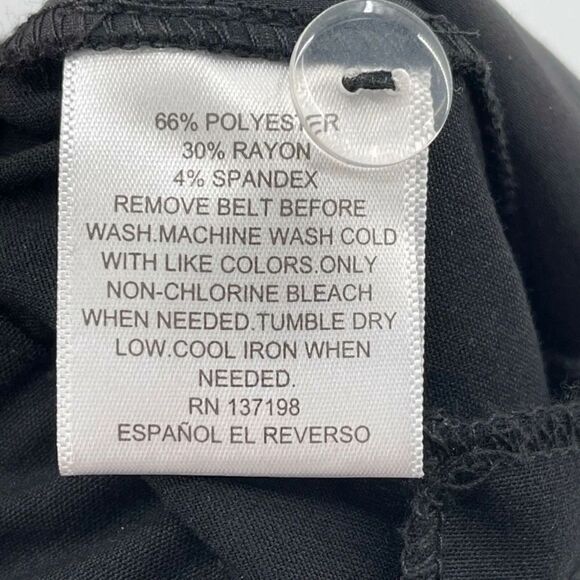 66% POLYESTER
30% RAYON
4% SPANDEX
REMOVE BELT BEFORE
WASH.MACHINE WASH COLD
WITH LIKE COLORS.ONLY
NON-CHLORINE BLEACH
WHEN NEEDED.TUMBLE DRY
LOW.COOL IRON WHEN
NEEDED.
RN 137198
ESPAÑOL EL REVERSO